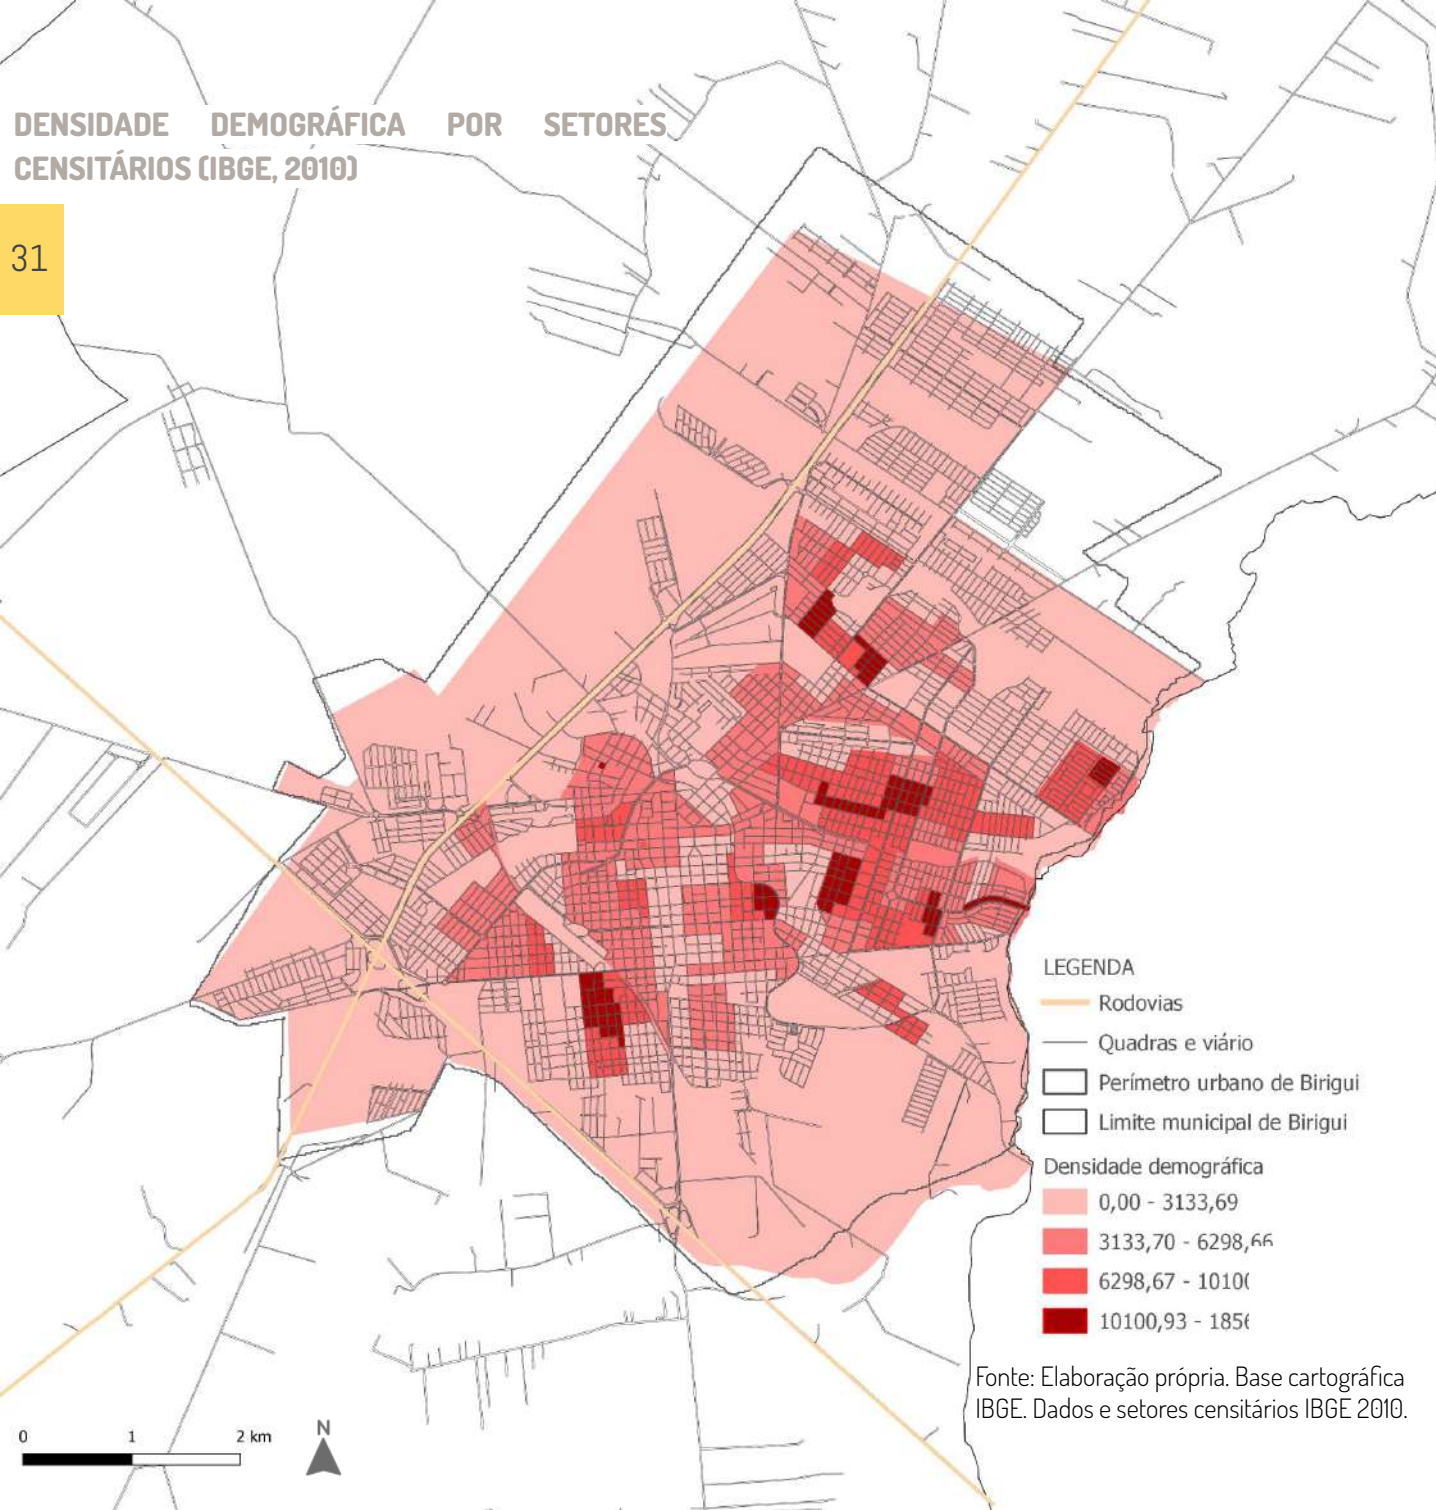 DENSIDADE DEMOGRÁFICA POR SETORES
CENSITÁRIOS (IBGE, 2010)
31
LEGENDA
Rodovias
Quadras e viário
Perímetro urbano de Birigui
Limite municipal de Birigui
Densidade demográfica
0,00 - 3133,69
3133,70 - 6298,66
6298,67 - 1010
10100,93 - 185
Fonte: Elaboração própria. Base cartográfica
IBGE. Dados e setores censitários IBGE 2010.
0 1 2 km
N